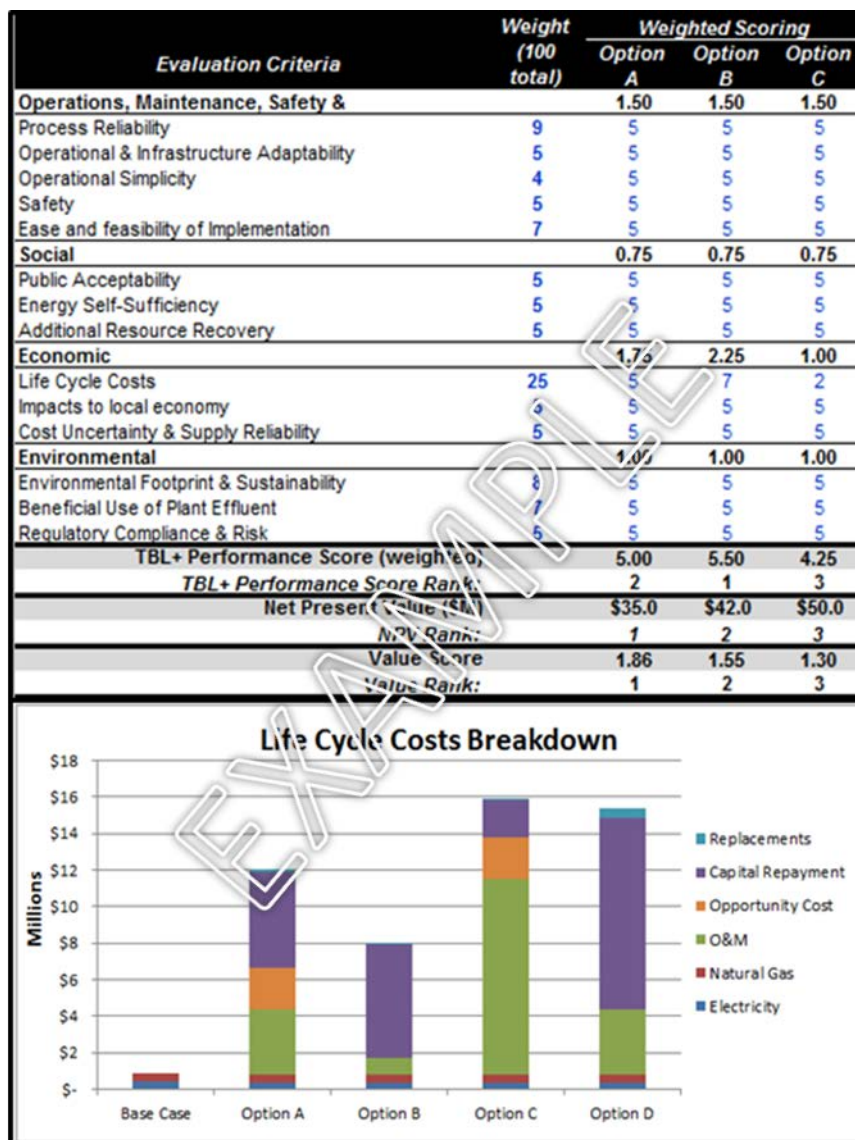 Evaluation Criteria Weight (100 total) Weighted Scoring
Option A Option B Option C
Operations, Maintenance, Safety & 1.50 1.50 1.50
Process Reliability 9 5 5 5
Operational & Infrastructure Adaptability 5 5 5 5
Operational Simplicity 4 5 5 5
Safety 5 5 5 5
Ease and feasibility of Implementation 7 5 5 5
Social 0.75 0.75 0.75
Public Acceptability 5 5 5 5
Energy Self-Sufficiency 5 5 5 5
Additional Resource Recovery 5 5 5 5
Economic 1.75 2.25 1.00
Life Cycle Costs 25 5 7 2
Impacts to local economy 5 5 5
Cost Uncertainty & Supply Reliability 5 5 5 5
Environmental 1.00 1.00 1.00
Environmental Footprint & Sustainability 8 5 5 5
Beneficial Use of Plant Effluent 7 5 5 5
Regulatory Compliance & Risk 5 5 5 5
TBL+ Performance Score (weighted) 5.00 5.50 4.25
TBL+ Performance Score Rank: 2 1 3
Net Present Value ($M) $35.0 $42.0 $50.0
NPV Rank: 1 2 3
Value Score 1.86 1.55 1.30
Value Rank: 1 2 3
EXAMPLE
Life Cycle Costs Breakdown
$18
$16
$14
$12
$10
$8
$6
$4
$2
$-
Millions
Base Case Option A Option B Option C Option D
Replacements
Capital Repayment
Opportunity Cost
O&M
Natural Gas
Electricity